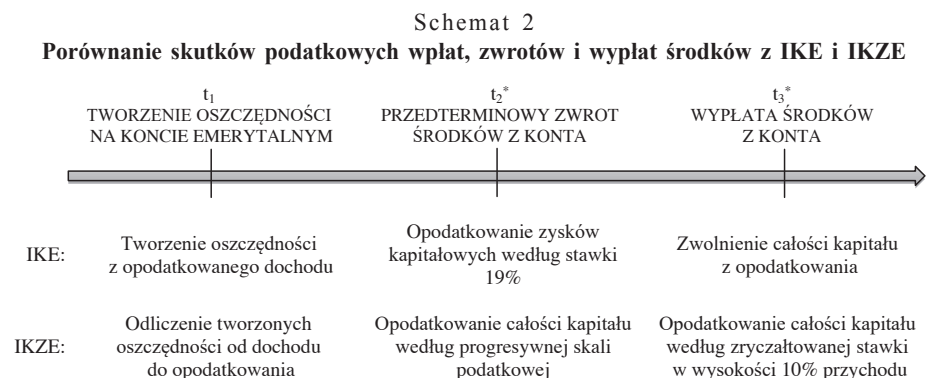 Schemat 2
Porównanie skutków podatkowych wpłat, zwrotów i wypłat środków z IKE i IKZE
t1
TWORZENIE OSZCZĘDNOŚCI
NA KONCIE EMERYTALNYM
t2*
PRZEDTERMINOWY ZWROT
ŚRODKÓW Z KONTA
t3*
WYPŁATA ŚRODKÓW
Z KONTA
IKE:
Tworzenie oszczędności
z opodatkowanego dochodu
Opodatkowanie zysków
kapitałowych według stawki
19%
Zwolnienie całości kapitału
z opodatkowania
IKZE:
Odliczenie tworzonych
oszczędności od dochodu
do opodatkowania
Opodatkowanie całości kapitału
według progresywnej skali
podatkowej
Opodatkowanie całości kapitału
według zryczałtowanej stawki
w wysokości 10% przychodu